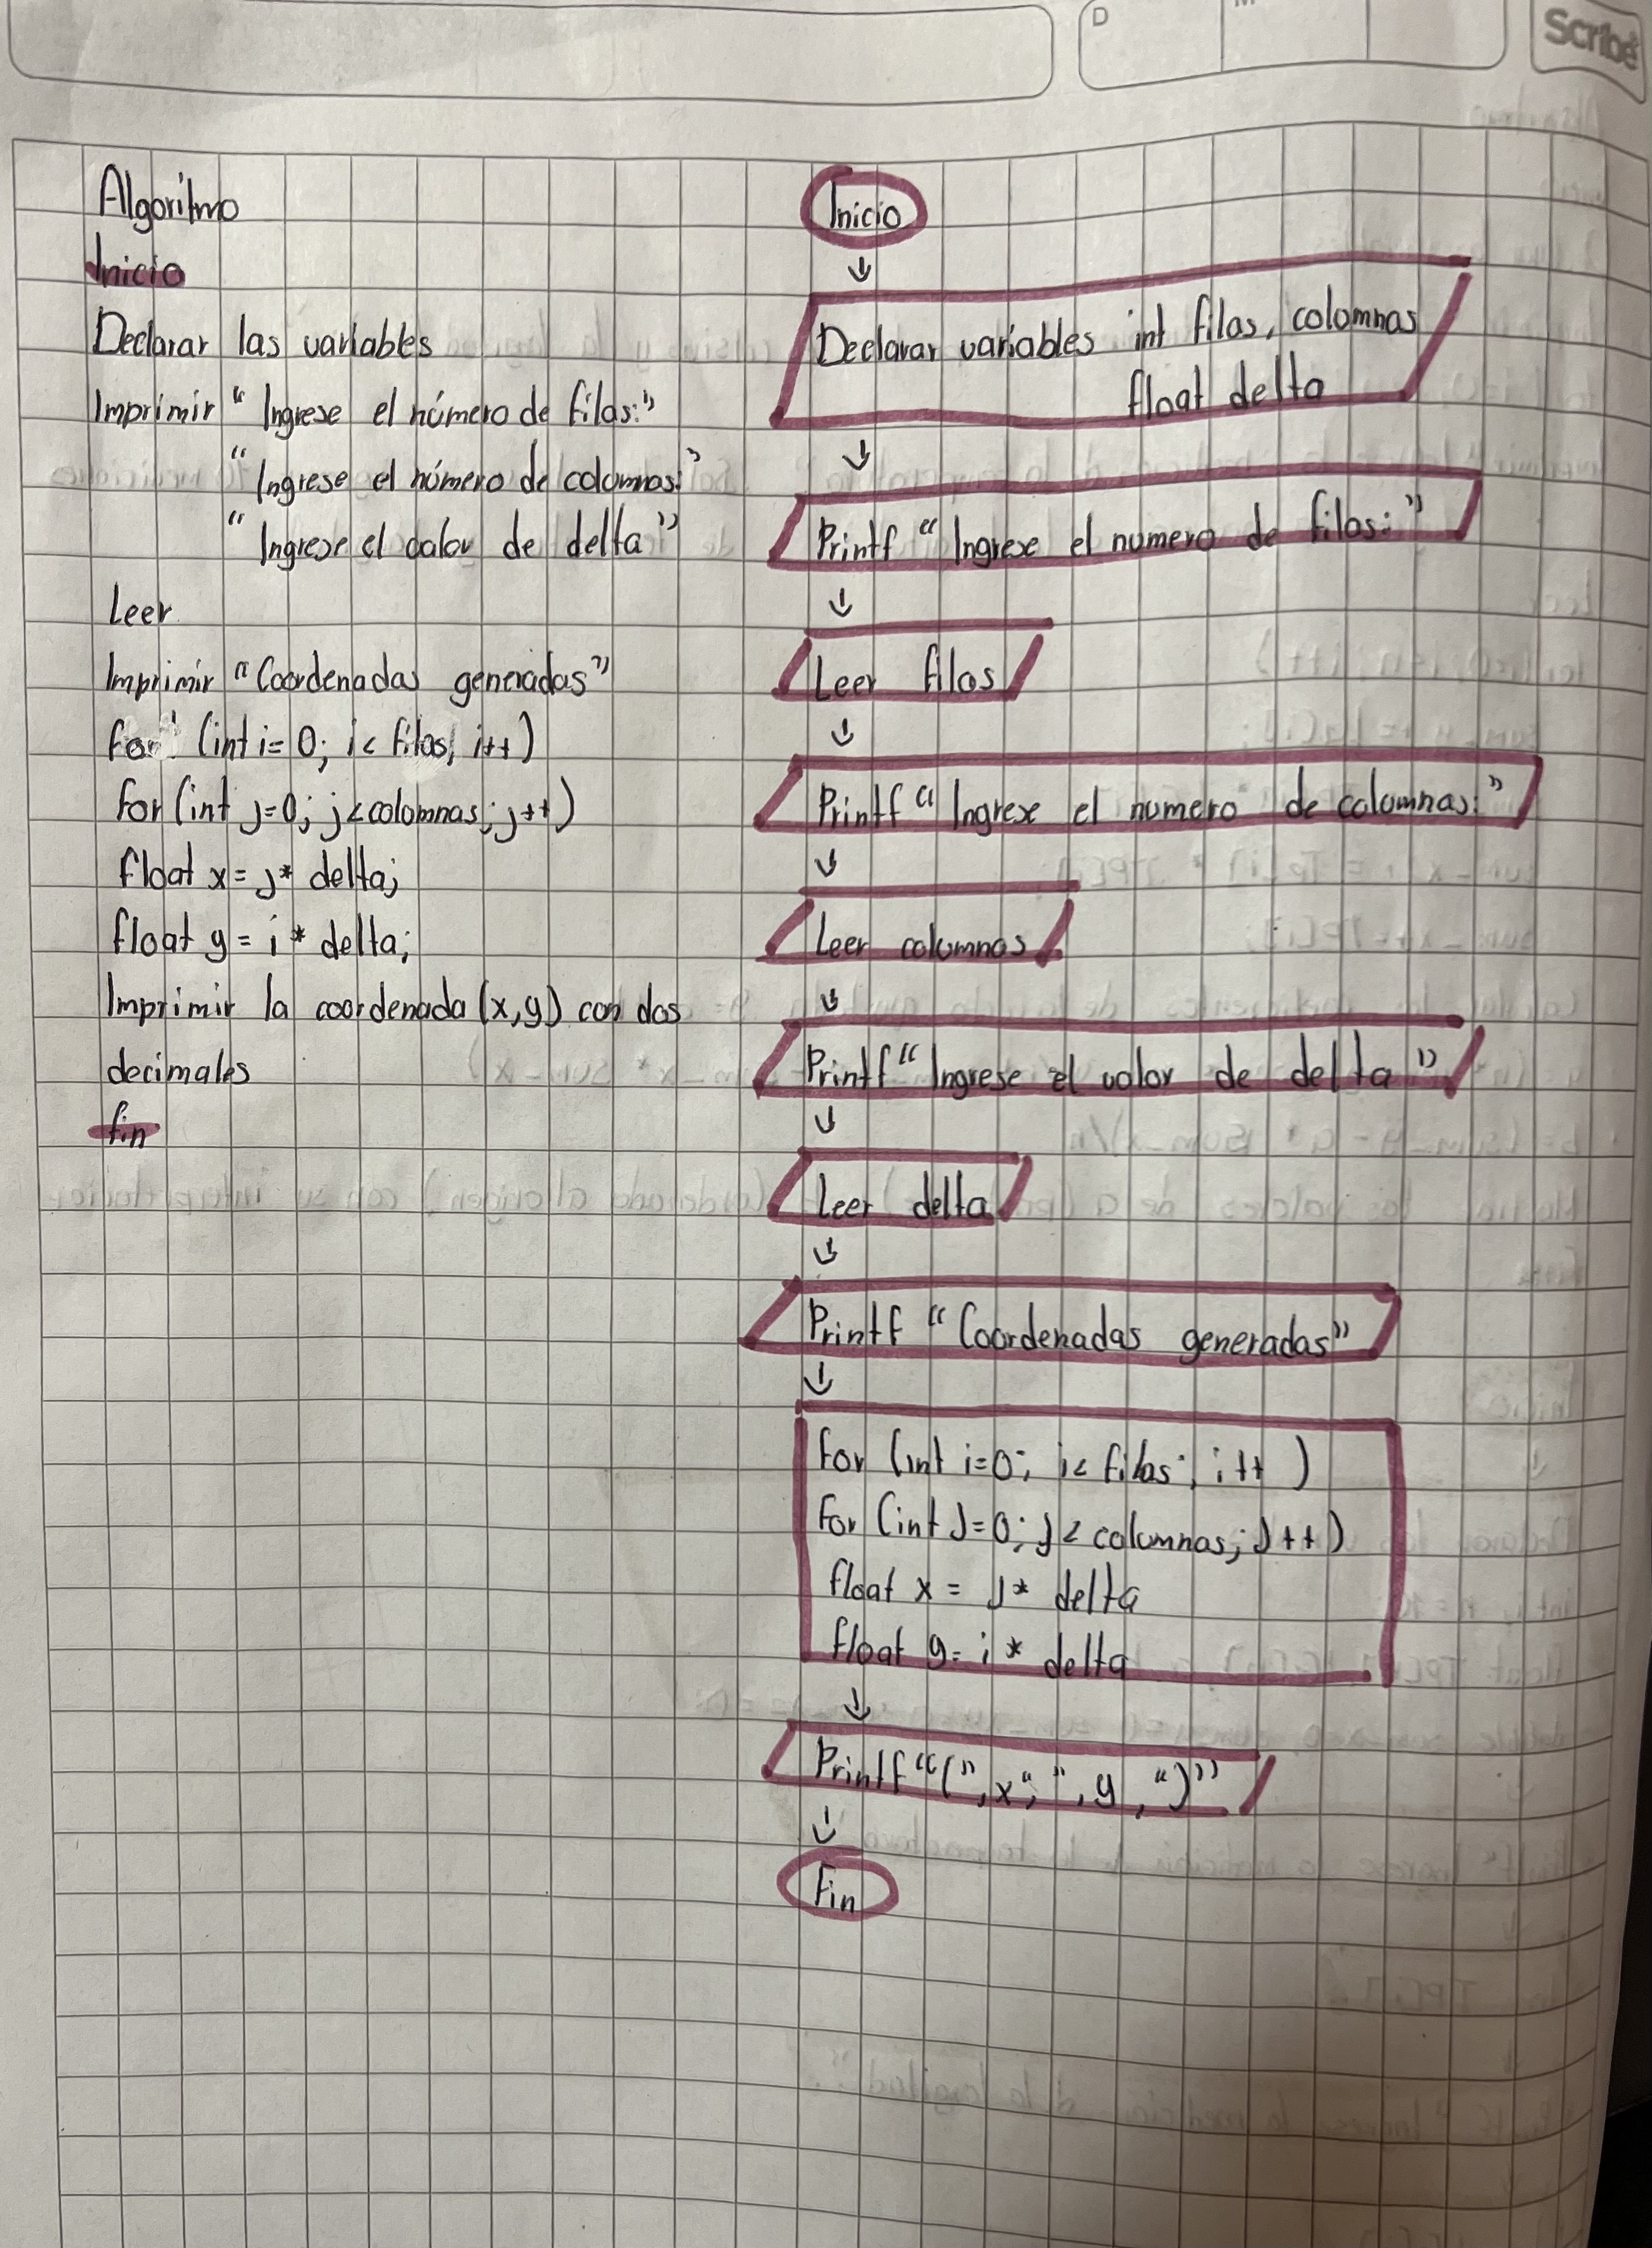 D
Scribe
Algoritmo
Inicio
Declarar las variables
Imprimir "Ingrese el número de filas:"
"Ingrese el número de columnas:"
"Ingrese el valor de delta"
Leer
Imprimir "Coordenadas generadas"
for (int i=0; i< filas; i++)
for (int j=0; j<columnas; j++)
float x= j* delta;
float y= i * delta;
Imprimir la coordenada (x,y) con dos
decimales
fin
Inicio
↓
Declarar variables int filas, columnas
float delta
↓
Printf "Ingrese el numero de filas:"
↓
Leer filas
↓
Printf "Ingrese el numero de columnas:"
↓
Leer columnas
↓
Printf "Ingrese el valor de delta"
↓
Leer delta
↓
Printf "Coordenadas generadas"
↓
for (int i=0; i< filas; i++ )
for (int j=0; j< columnas; j++)
float x= j* delta
float y= i * delta
↓
Printf "(", x",", y, ")"
↓
Fin